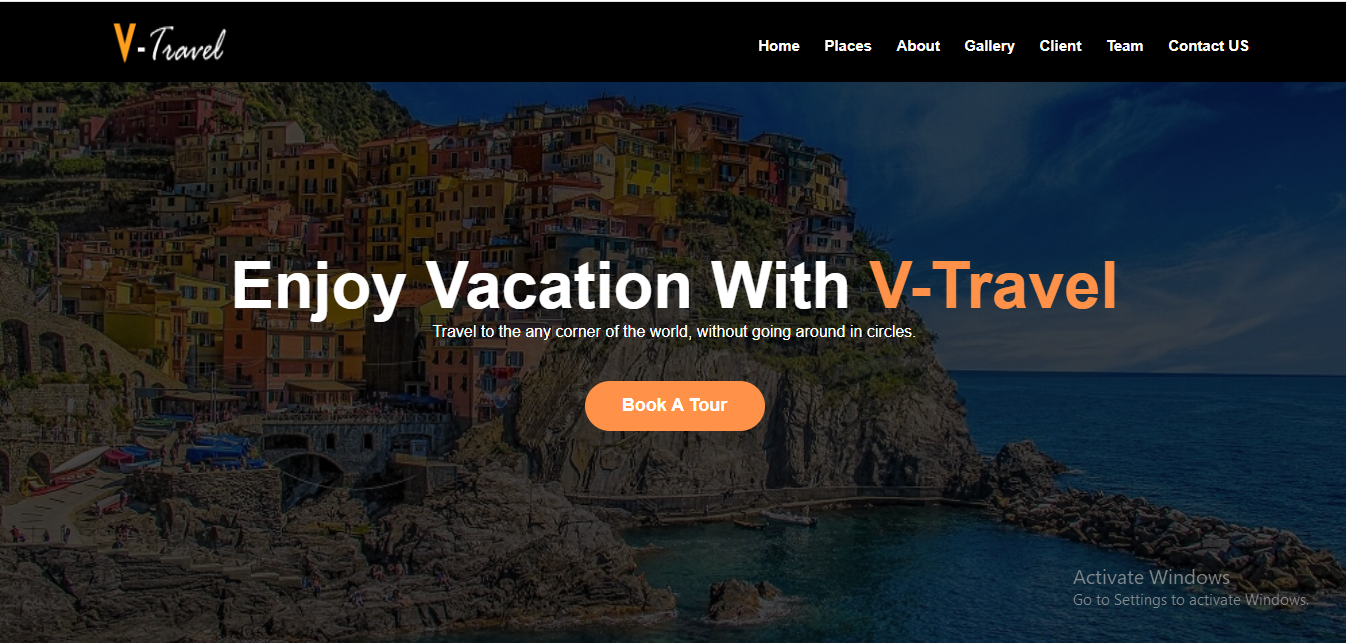 V-Travel
Home Places About Gallery Client Team Contact US
Enjoy Vacation With V-Travel
Travel to the any corner of the world, without going around in circles.
Book A Tour
Activate Windows
Go to Settings to activate Windows.